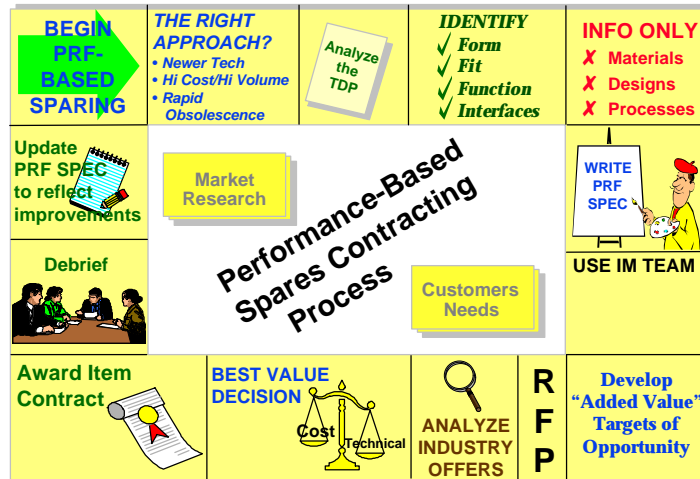 BEGIN
PRF-
BASED
SPARING
THE RIGHT
APPROACH?
• Newer Tech
• Hi Cost/Hi Volume
• Rapid
Obsolescence
Analyze
the
TDP
IDENTIFY
✓ Form
✓ Fit
✓ Function
✓ Interfaces
INFO ONLY
✗ Materials
✗ Designs
✗ Processes
WRITE
PRF
SPEC
USE IM TEAM
Develop
“Added Value”
Targets of
Opportunity
R
F
P
ANALYZE
INDUSTRY
OFFERS
BEST VALUE
DECISION
Cost
Technical
Award Item
Contract
Debrief
Update
PRF SPEC
to reflect
improvements
Market
Research
Performance-Based
Spares Contracting
Process
Customers
Needs